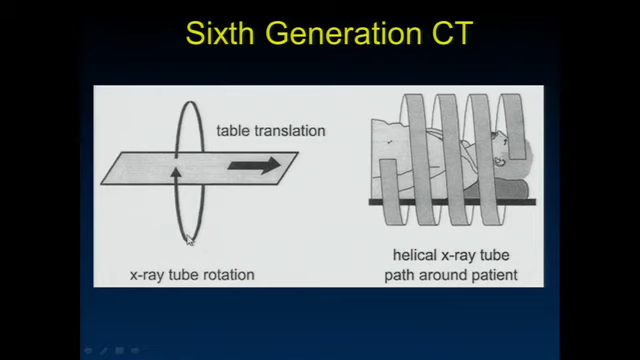 Sixth Generation CT
table translation
x-ray tube rotation
helical x-ray tube
path around patient